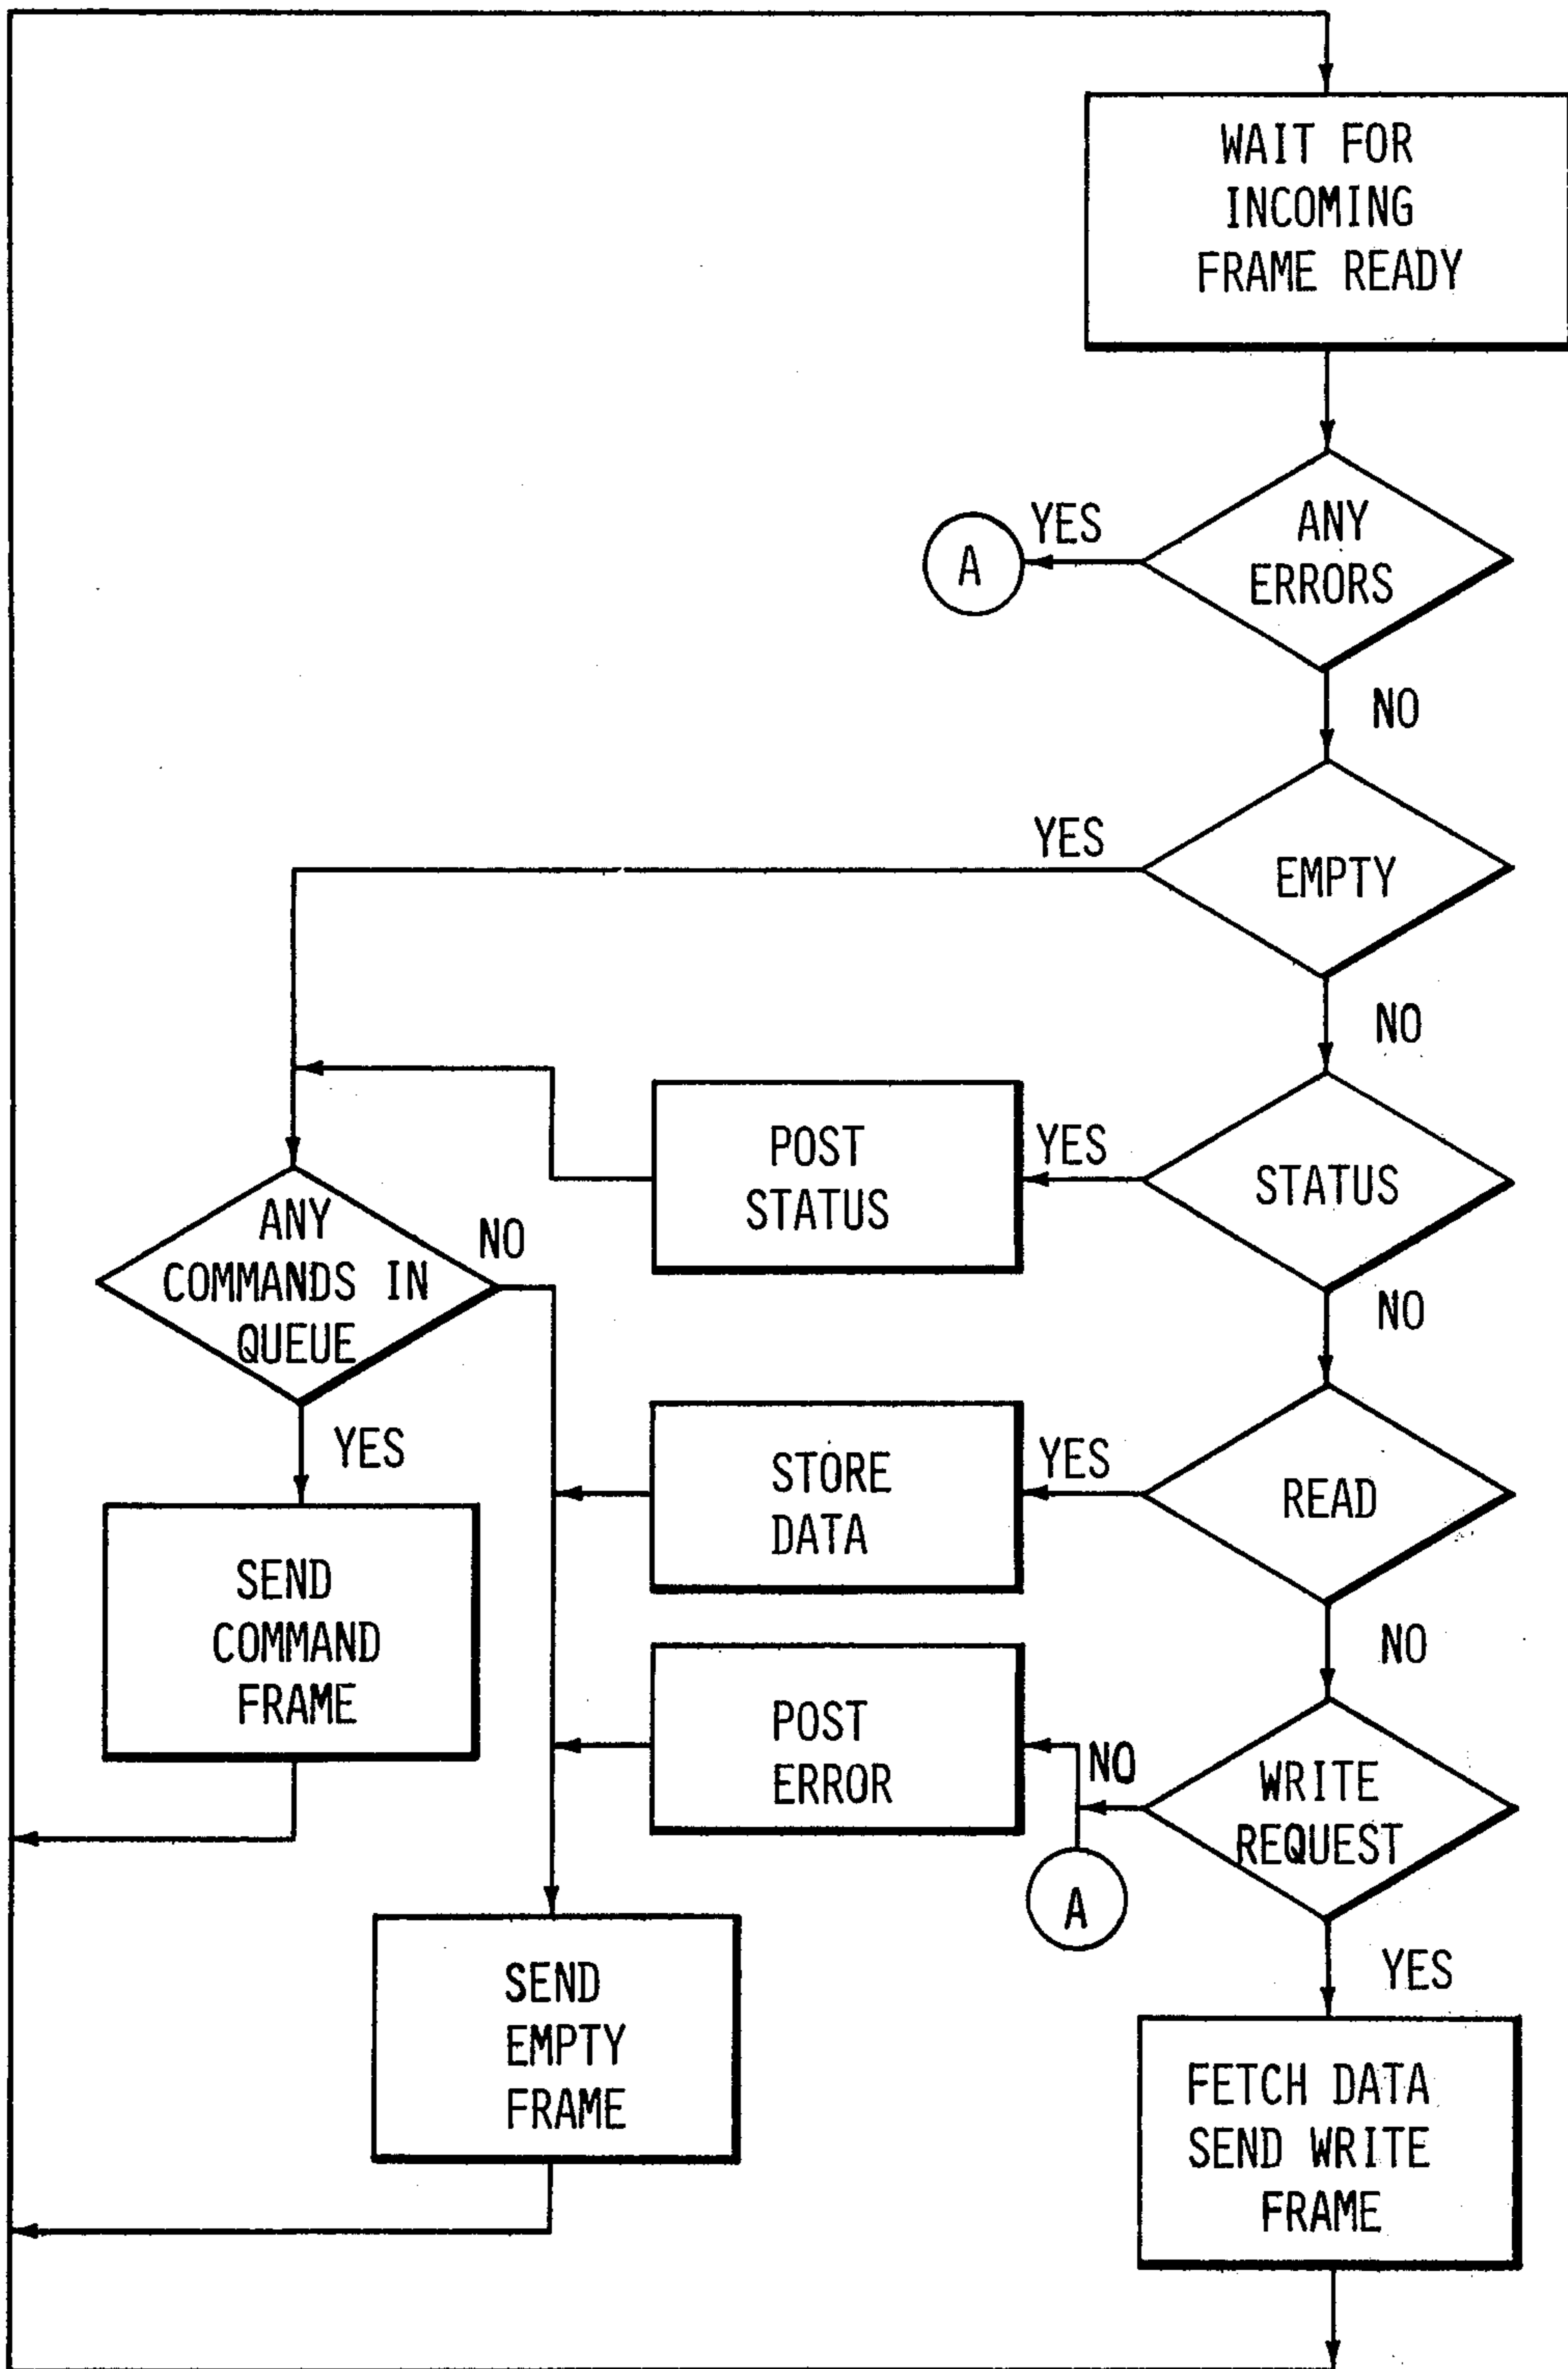 WAIT FOR
INCOMING
FRAME READY
YES
A
ANY
ERRORS
NO
YES
EMPTY
NO
POST
STATUS
YES
STATUS
NO
ANY
COMMANDS IN
QUEUE
NO
YES
STORE
DATA
YES
READ
NO
SEND
COMMAND
FRAME
POST
ERROR
NO
WRITE
REQUEST
A
YES
SEND
EMPTY
FRAME
FETCH DATA
SEND WRITE
FRAME